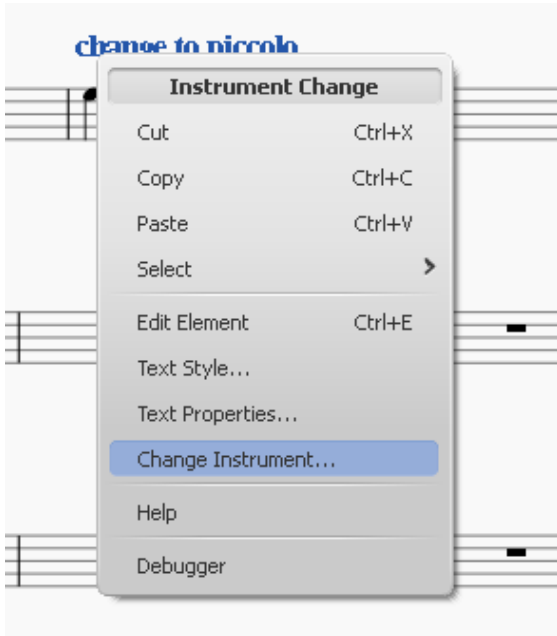 change to piccolo
Instrument Change
Cut Ctrl+X
Copy Ctrl+C
Paste Ctrl+V
Select
Edit Element Ctrl+E
Text Style...
Text Properties...
Change Instrument...
Help
Debugger